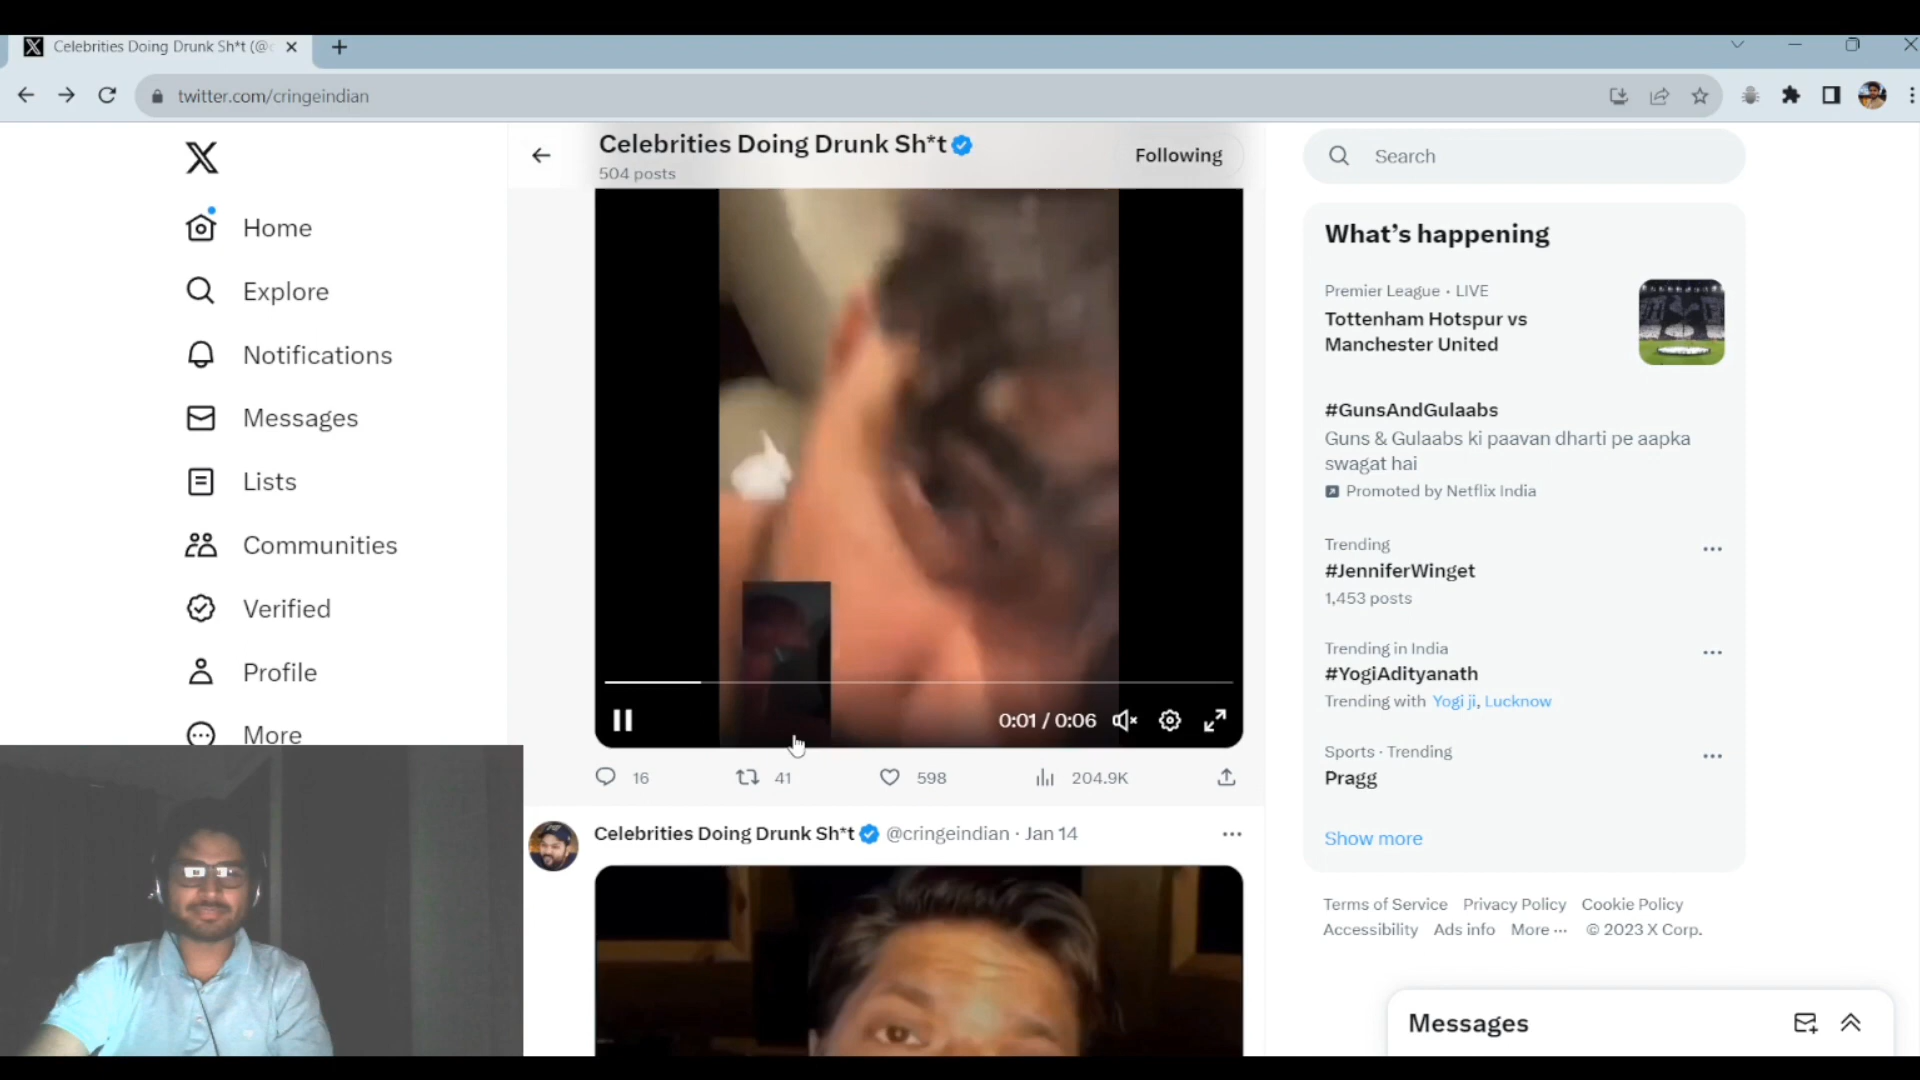 Celebrities Doing Drunk Sh*t (@c
twitter.com/cringeindian
Home
Explore
Notifications
Messages
Lists
Communities
Verified
Profile
More
Celebrities Doing Drunk Sh*t
504 posts
Following
0:01 / 0:06
16
41
598
204.9K
Celebrities Doing Drunk Sh*t @cringeindian · Jan 14
Search
What's happening
Premier League · LIVE
Tottenham Hotspur vs
Manchester United
#GunsAndGulaabs
Guns & Gulaabs ki paavan dharti pe aapka
swagat hai
Promoted by Netflix India
Trending
#JenniferWinget
1,453 posts
Trending in India
#YogiAdityanath
Trending with Yogi ji, Lucknow
Sports · Trending
Pragg
Show more
Terms of Service Privacy Policy Cookie Policy
Accessibility Ads info More ··· © 2023 X Corp.
Messages